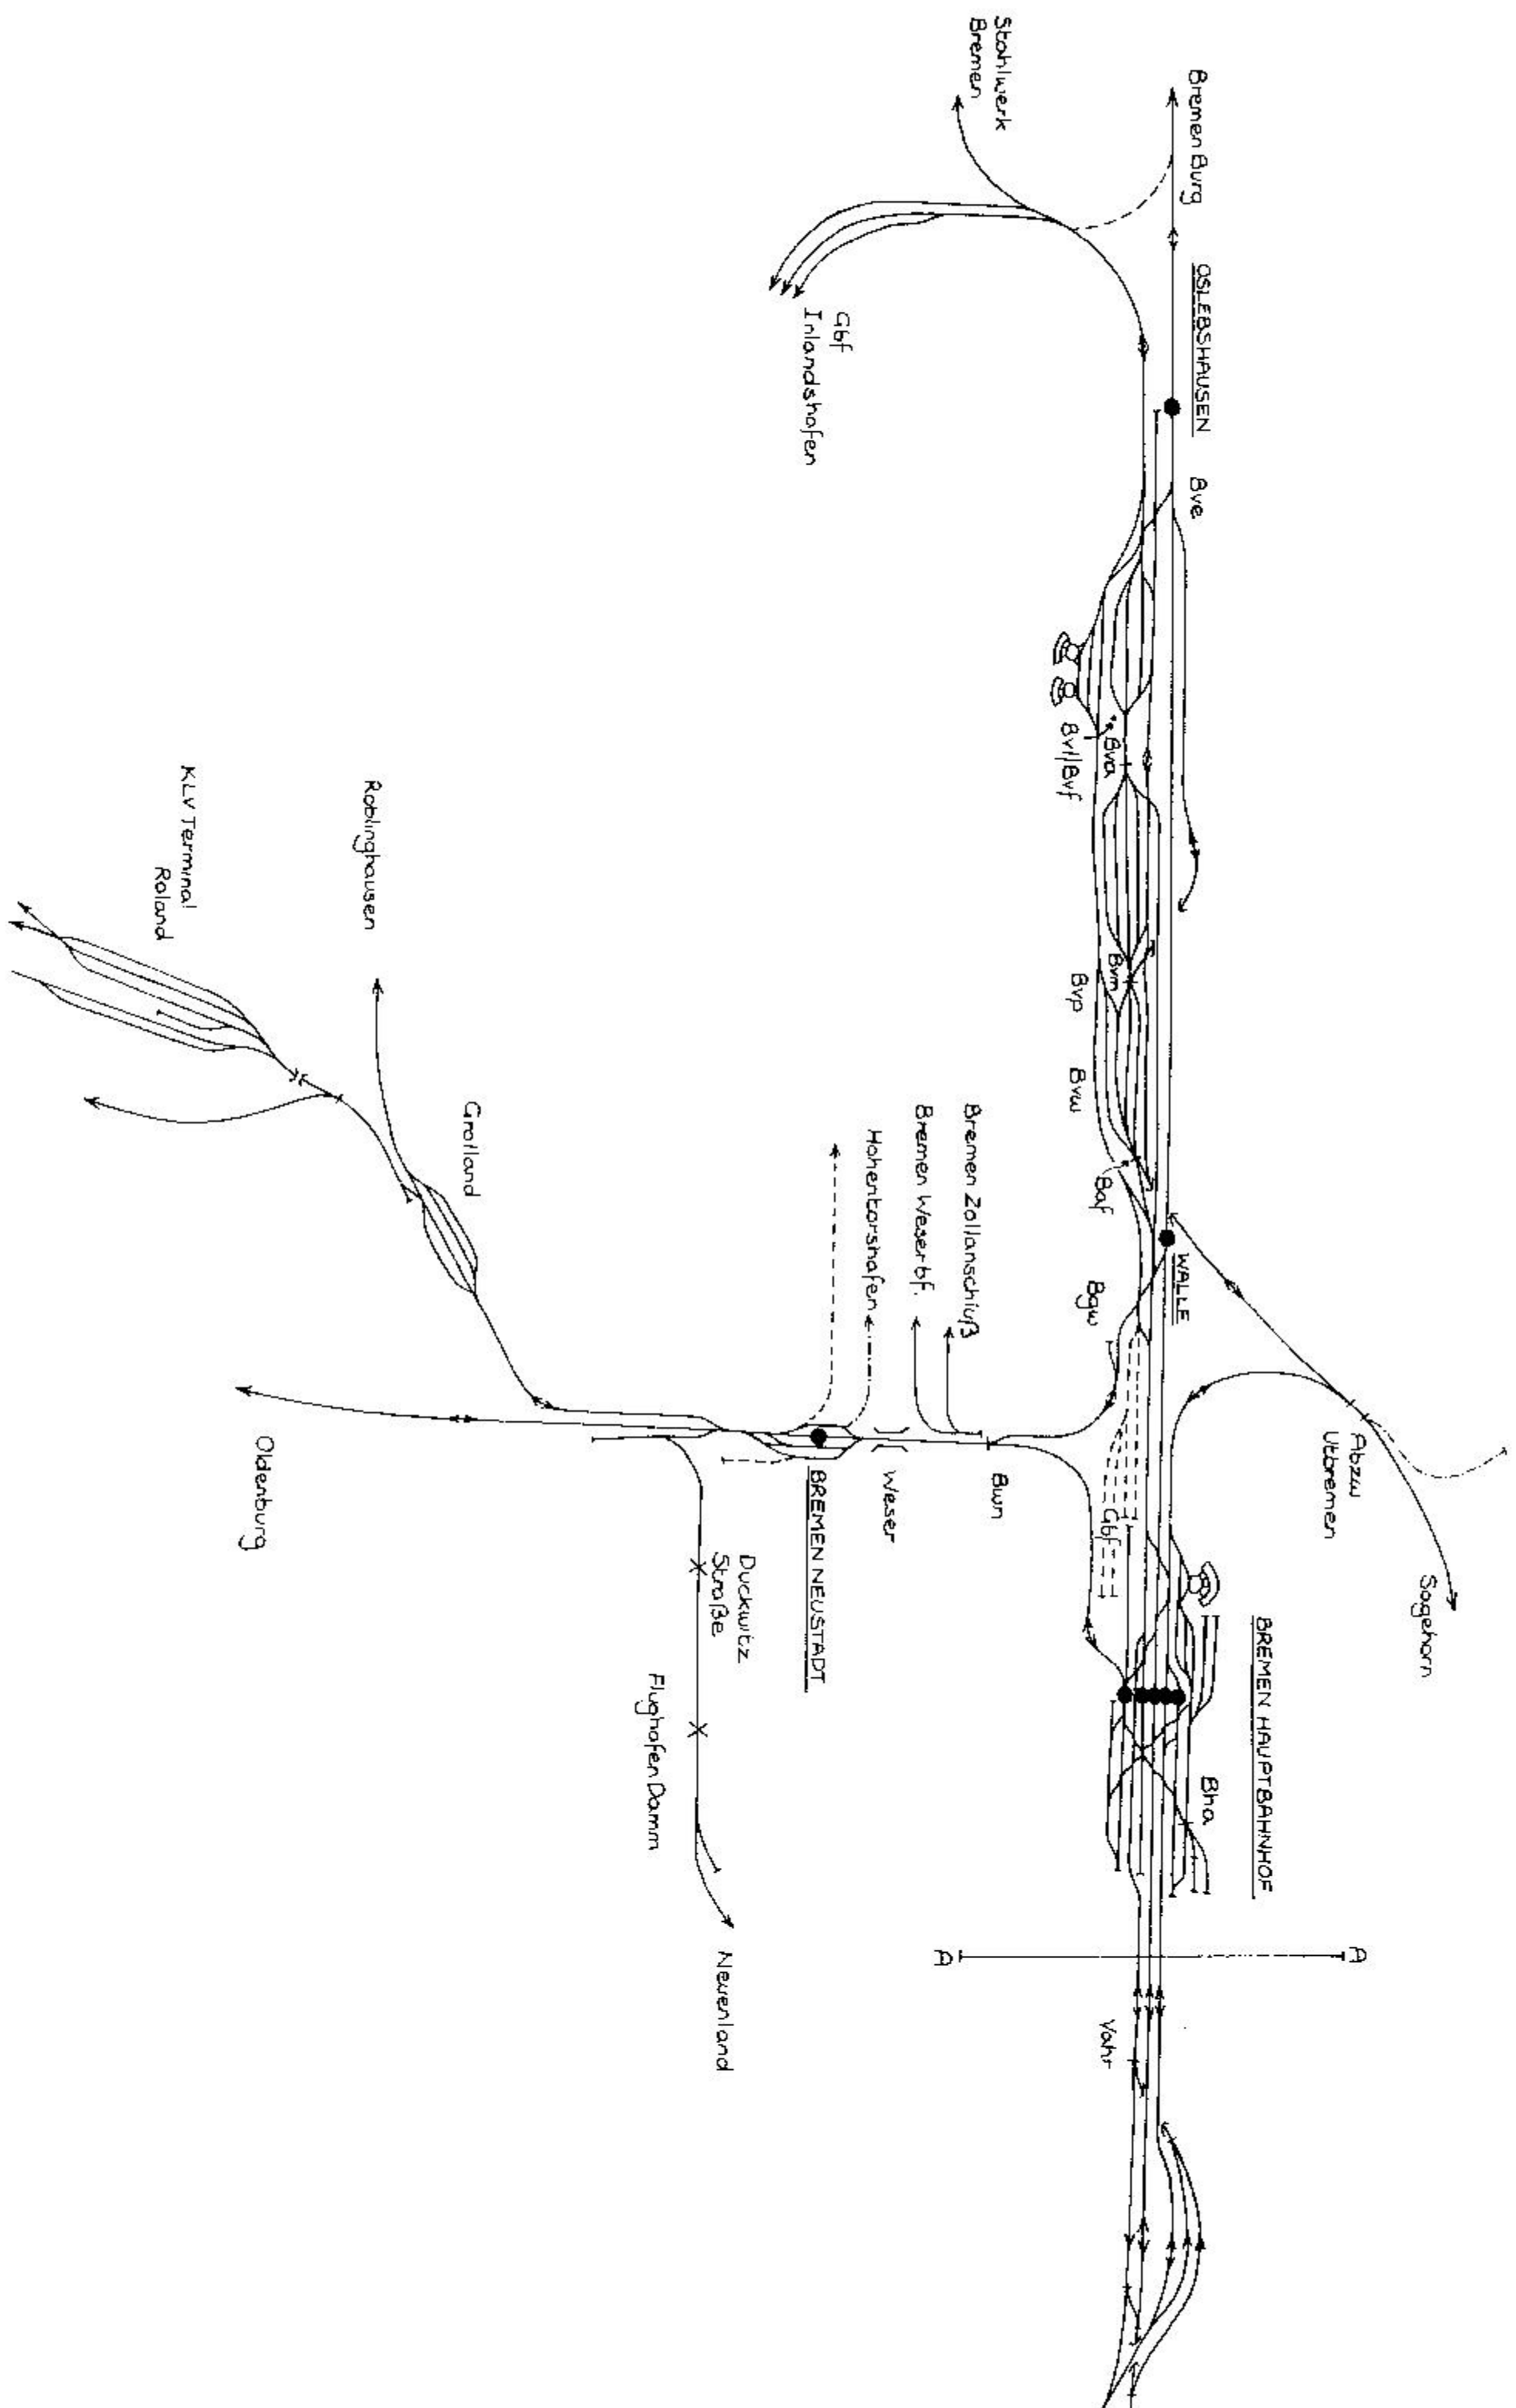 Bremen Burg
Stahlwerk
Bremen
OSLEBSHAUSEN
Gbf
Inlandshafen
Bve
Bvl/Bvf
Bva
Bvm
Bvp
Bvw
Baf
WALLE
Bgw
Abzw
Utbremen
Sagehorn
Gbf
BREMEN HAUPTBAHNHOF
Bha
A
A
Vahr
Bremen Zollanschluß
Bremen Weserbf.
Hohentorshafen
Bwn
Weser
BREMEN NEUSTADT
Duckwitz
Straße
Flughafen Damm
Neuenland
Oldenburg
Grolland
Roblinghausen
KLV Terminal
Roland